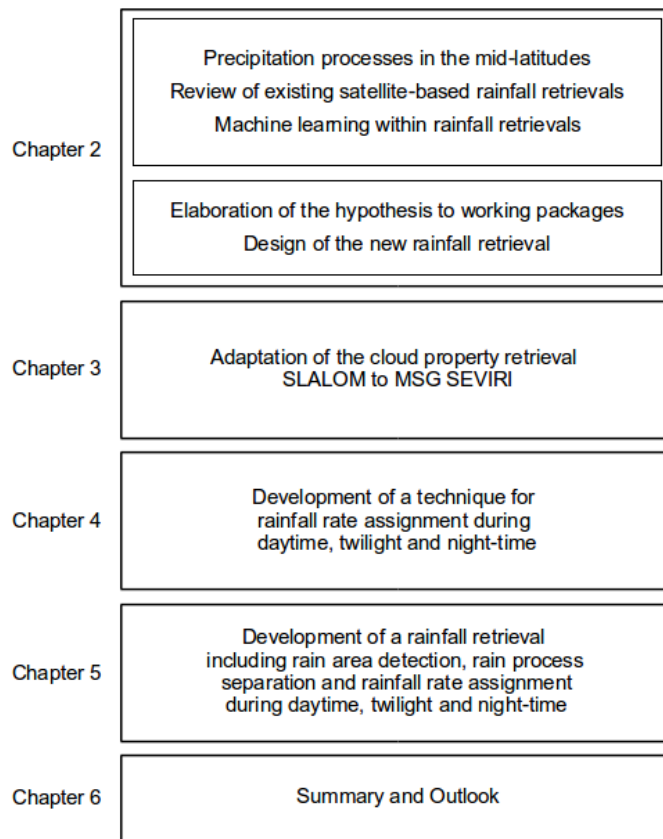 Chapter 2
Precipitation processes in the mid-latitudes
Review of existing satellite-based rainfall retrievals
Machine learning within rainfall retrievals
Elaboration of the hypothesis to working packages
Design of the new rainfall retrieval
Chapter 3
Adaptation of the cloud property retrieval
SLALOM to MSG SEVIRI
Chapter 4
Development of a technique for
rainfall rate assignment during
daytime, twilight and night-time
Chapter 5
Development of a rainfall retrieval
including rain area detection, rain process
separation and rainfall rate assignment
during daytime, twilight and night-time
Chapter 6
Summary and Outlook